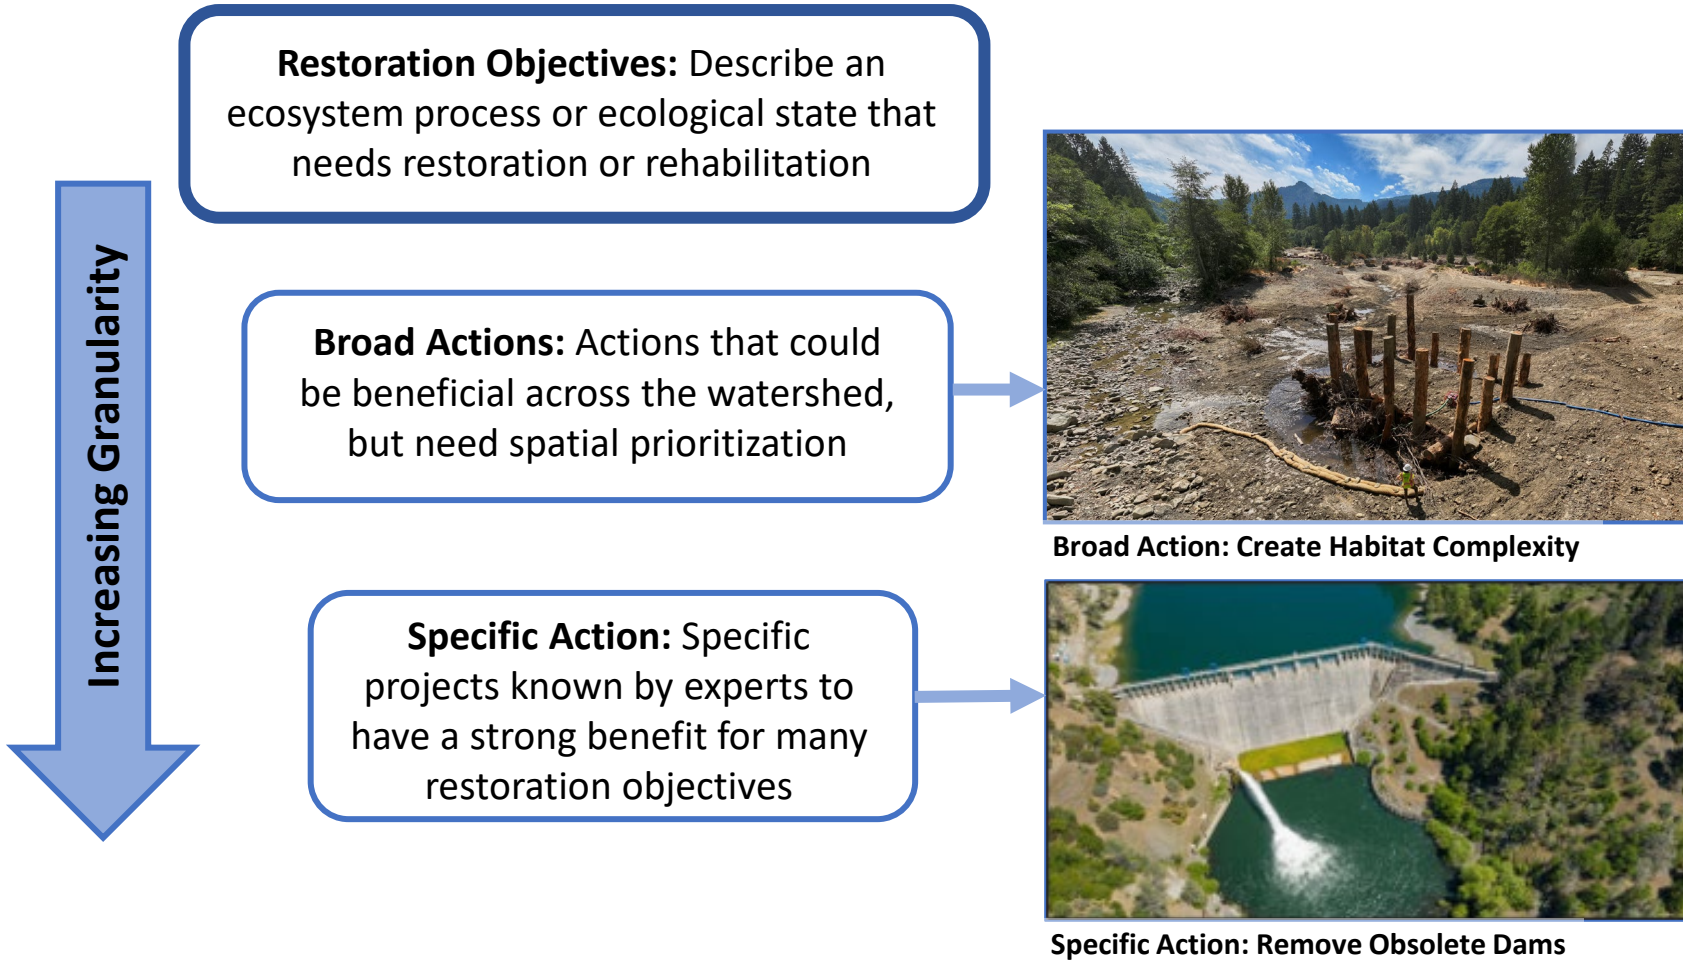 Restoration Objectives: Describe an
ecosystem process or ecological state that
needs restoration or rehabilitation
Increasing Granularity
Broad Actions: Actions that could
be beneficial across the watershed,
but need spatial prioritization
Broad Action: Create Habitat Complexity
Specific Action: Specific
projects known by experts to
have a strong benefit for many
restoration objectives
Specific Action: Remove Obsolete Dams